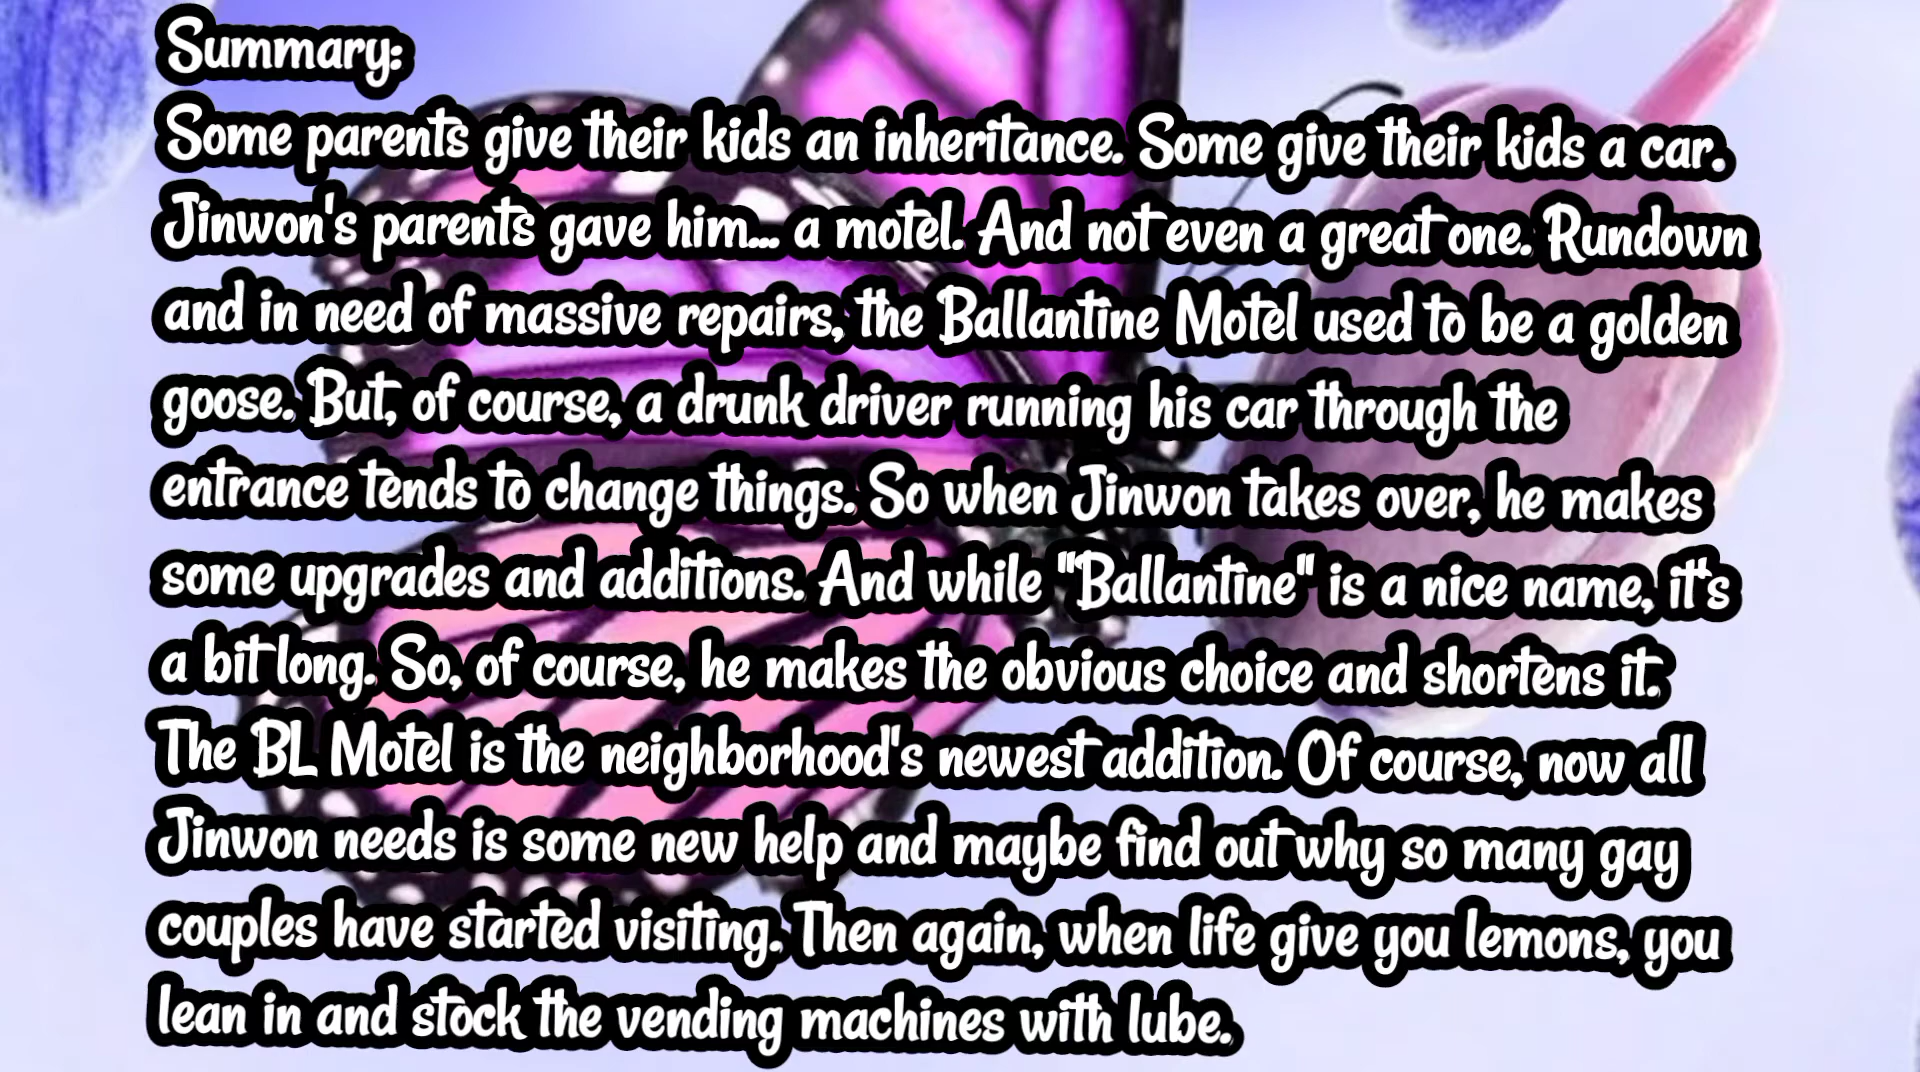 Summary:
Some parents give their kids an inheritance. Some give their kids a car.
Jinwon's parents gave him... a motel. And not even a great one. Rundown
and in need of massive repairs, the Ballantine Motel used to be a golden
goose. But, of course, a drunk driver running his car through the
entrance tends to change things. So when Jinwon takes over, he makes
some upgrades and additions. And while "Ballantine" is a nice name, it's
a bit long. So, of course, he makes the obvious choice and shortens it.
The BL Motel is the neighborhood's newest addition. Of course, now all
Jinwon needs is some new help and maybe find out why so many gay
couples have started visiting. Then again, when life give you lemons, you
lean in and stock the vending machines with lube.